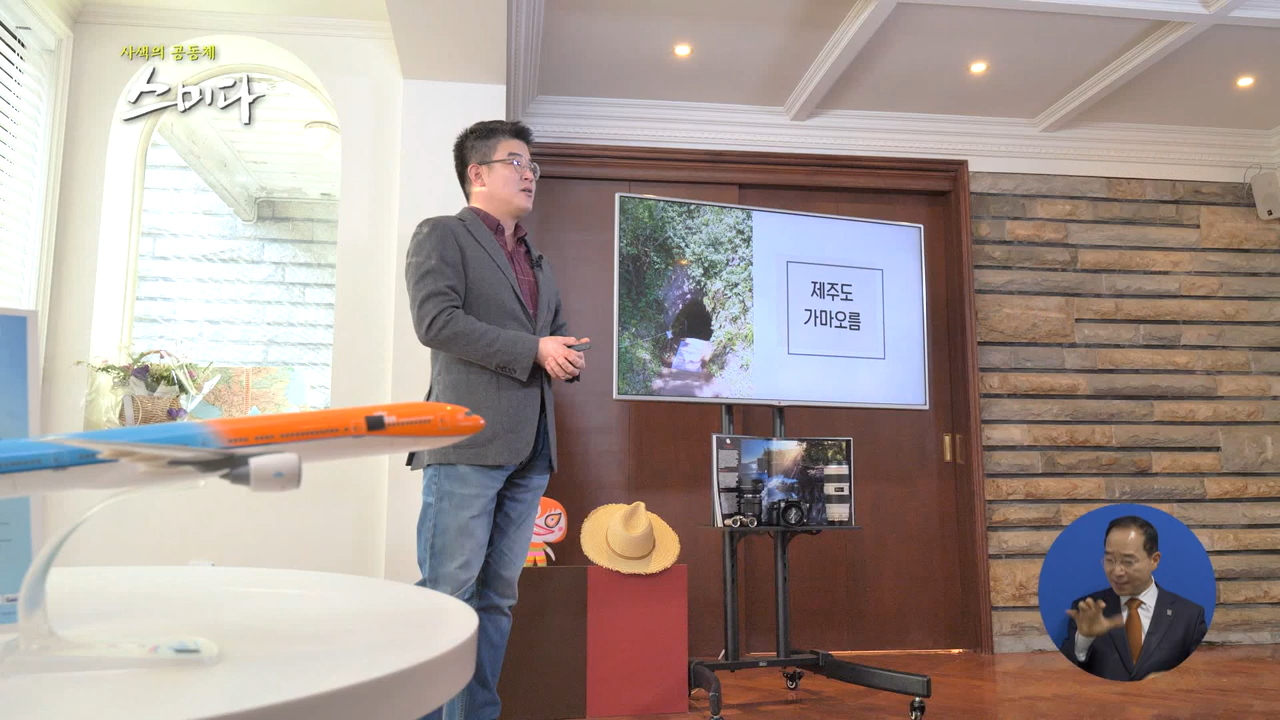 사색의 공동체
스미다
제주도
가마오름